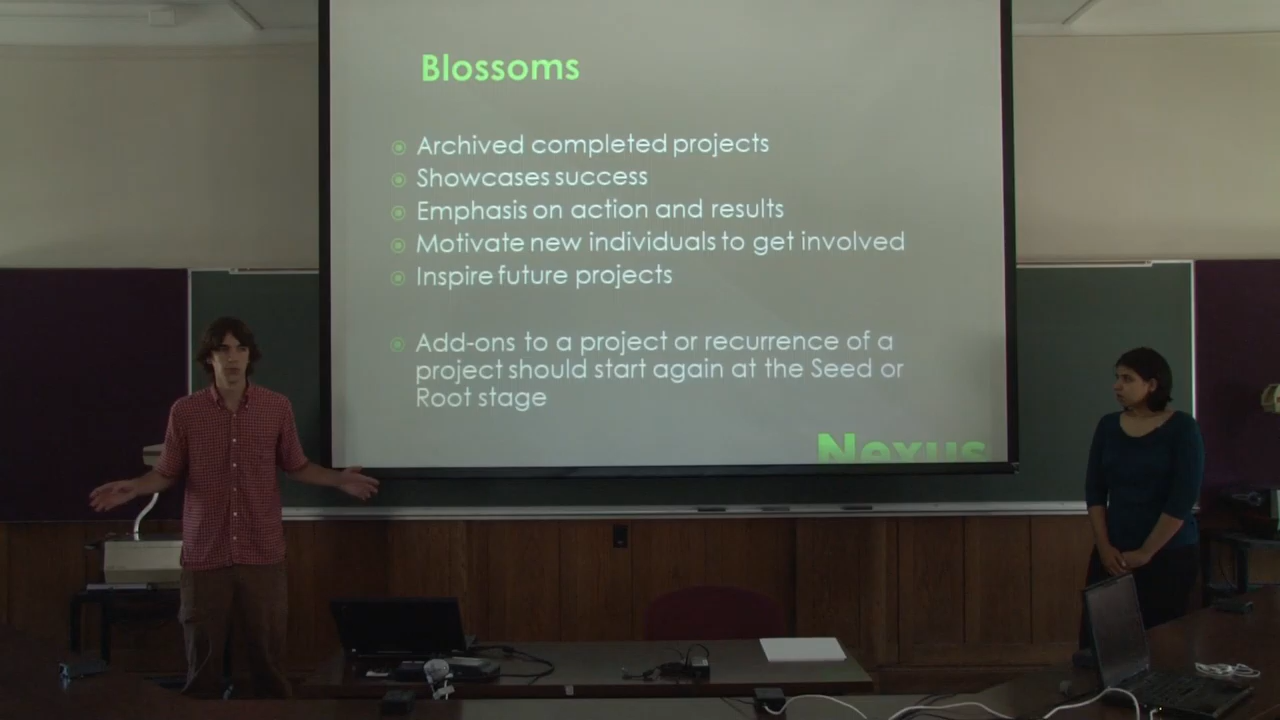 Blossoms
Archived completed projects
Showcases success
Emphasis on action and results
Motivate new individuals to get involved
Inspire future projects
Add-ons to a project or recurrence of a
project should start again at the Seed or
Root stage
Nexus